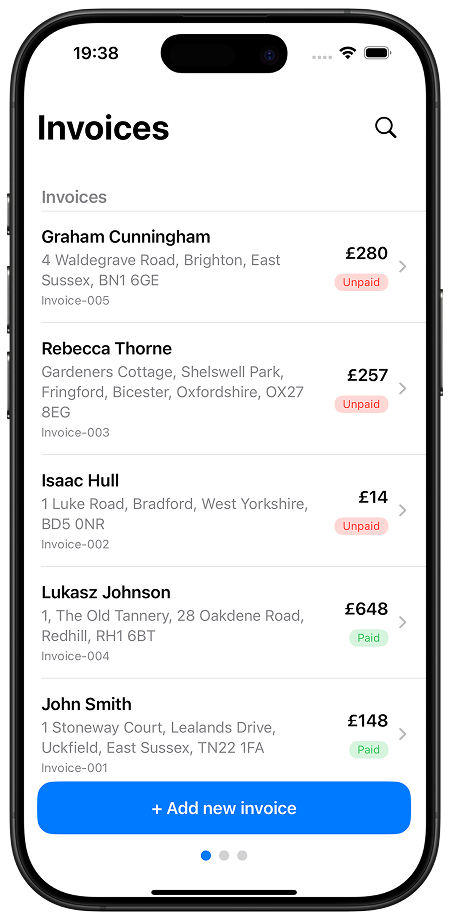 19:38
Invoices
Invoices
Graham Cunningham
4 Waldegrave Road, Brighton, East
Sussex, BN1 6GE
Invoice-005
£280
Unpaid
Rebecca Thorne
Gardeners Cottage, Shelswell Park,
Fringford, Bicester, Oxfordshire, OX27
8EG
Invoice-003
£257
Unpaid
Isaac Hull
1 Luke Road, Bradford, West Yorkshire,
BD5 0NR
Invoice-002
£14
Unpaid
Lukasz Johnson
1, The Old Tannery, 28 Oakdene Road,
Redhill, RH1 6BT
Invoice-004
£648
Paid
John Smith
1 Stoneway Court, Lealands Drive,
Uckfield, East Sussex, TN22 1FA
Invoice-001
£148
Paid
+ Add new invoice